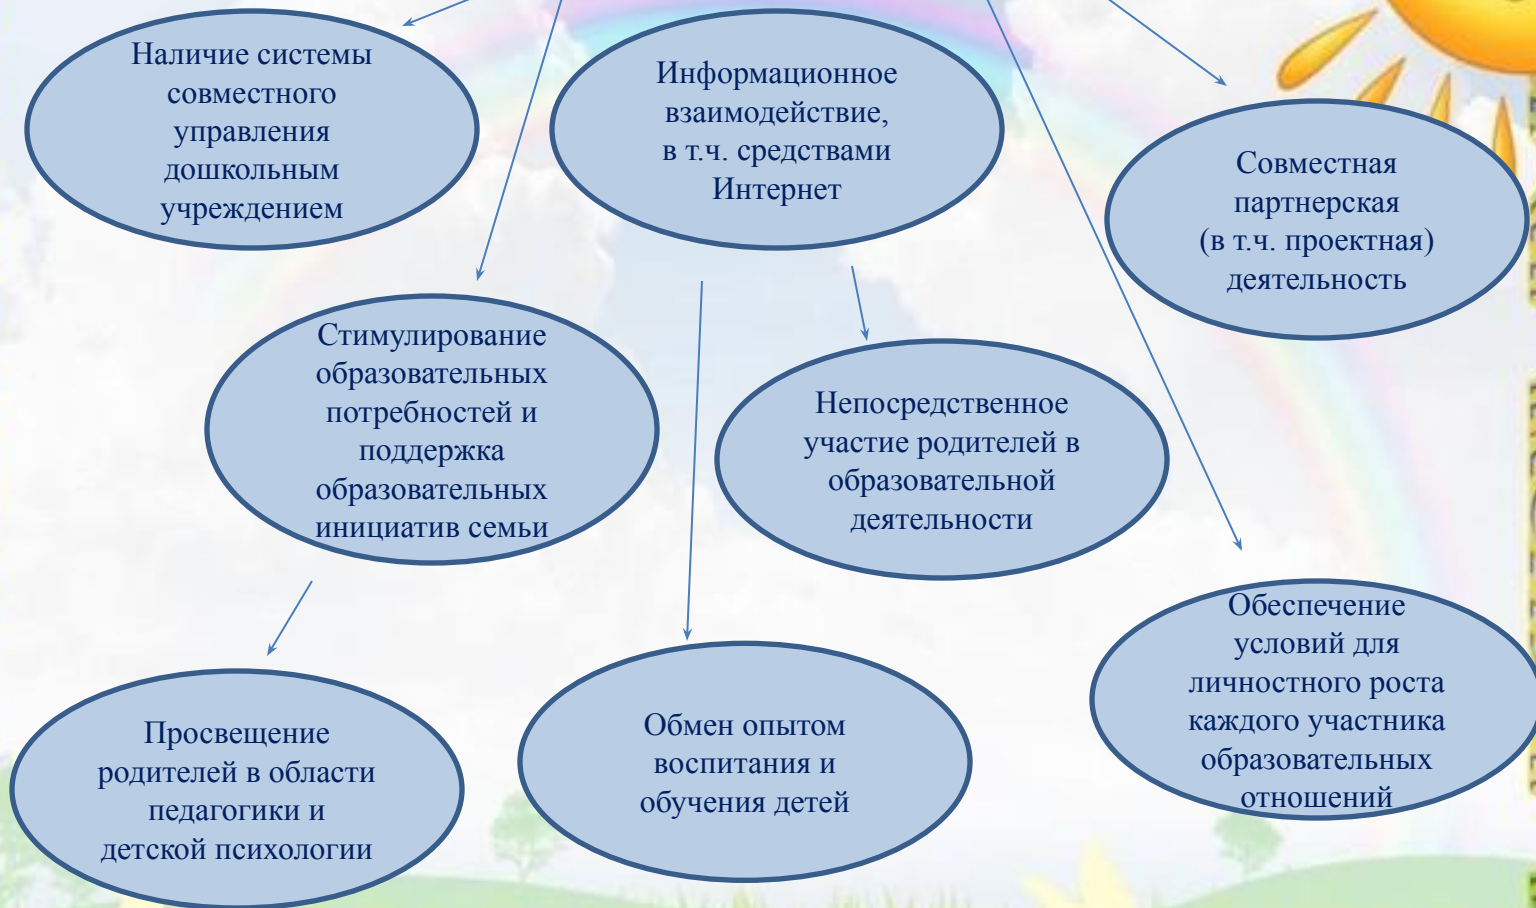 Наличие системы
совместного
управления
дошкольным
учреждением
Информационное
взаимодействие,
в т.ч. средствами
Интернет
Совместная
партнерская
(в т.ч. проектная)
деятельность
Стимулирование
образовательных
потребностей и
поддержка
образовательных
инициатив семьи
Непосредственное
участие родителей в
образовательной
деятельности
Просвещение
родителей в области
педагогики и
детской психологии
Обмен опытом
воспитания и
обучения детей
Обеспечение
условий для
личностного роста
каждого участника
образовательных
отношений